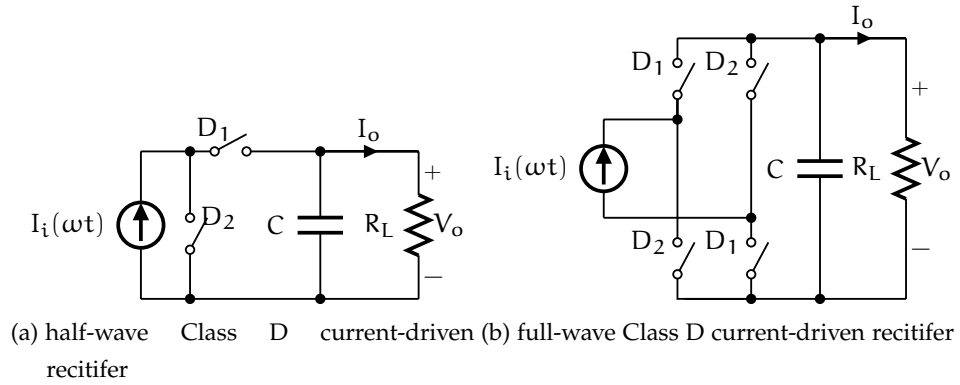 I_o
D_1 D_2
I_o
D_1
+
+
I_i(ωt)
C R_L V_o
I_i(ωt)
D_2
C R_L V_o
D_2 D_1
−
−
(a) half-wave Class D current-driven
recitifer
(b) full-wave Class D current-driven recitifer